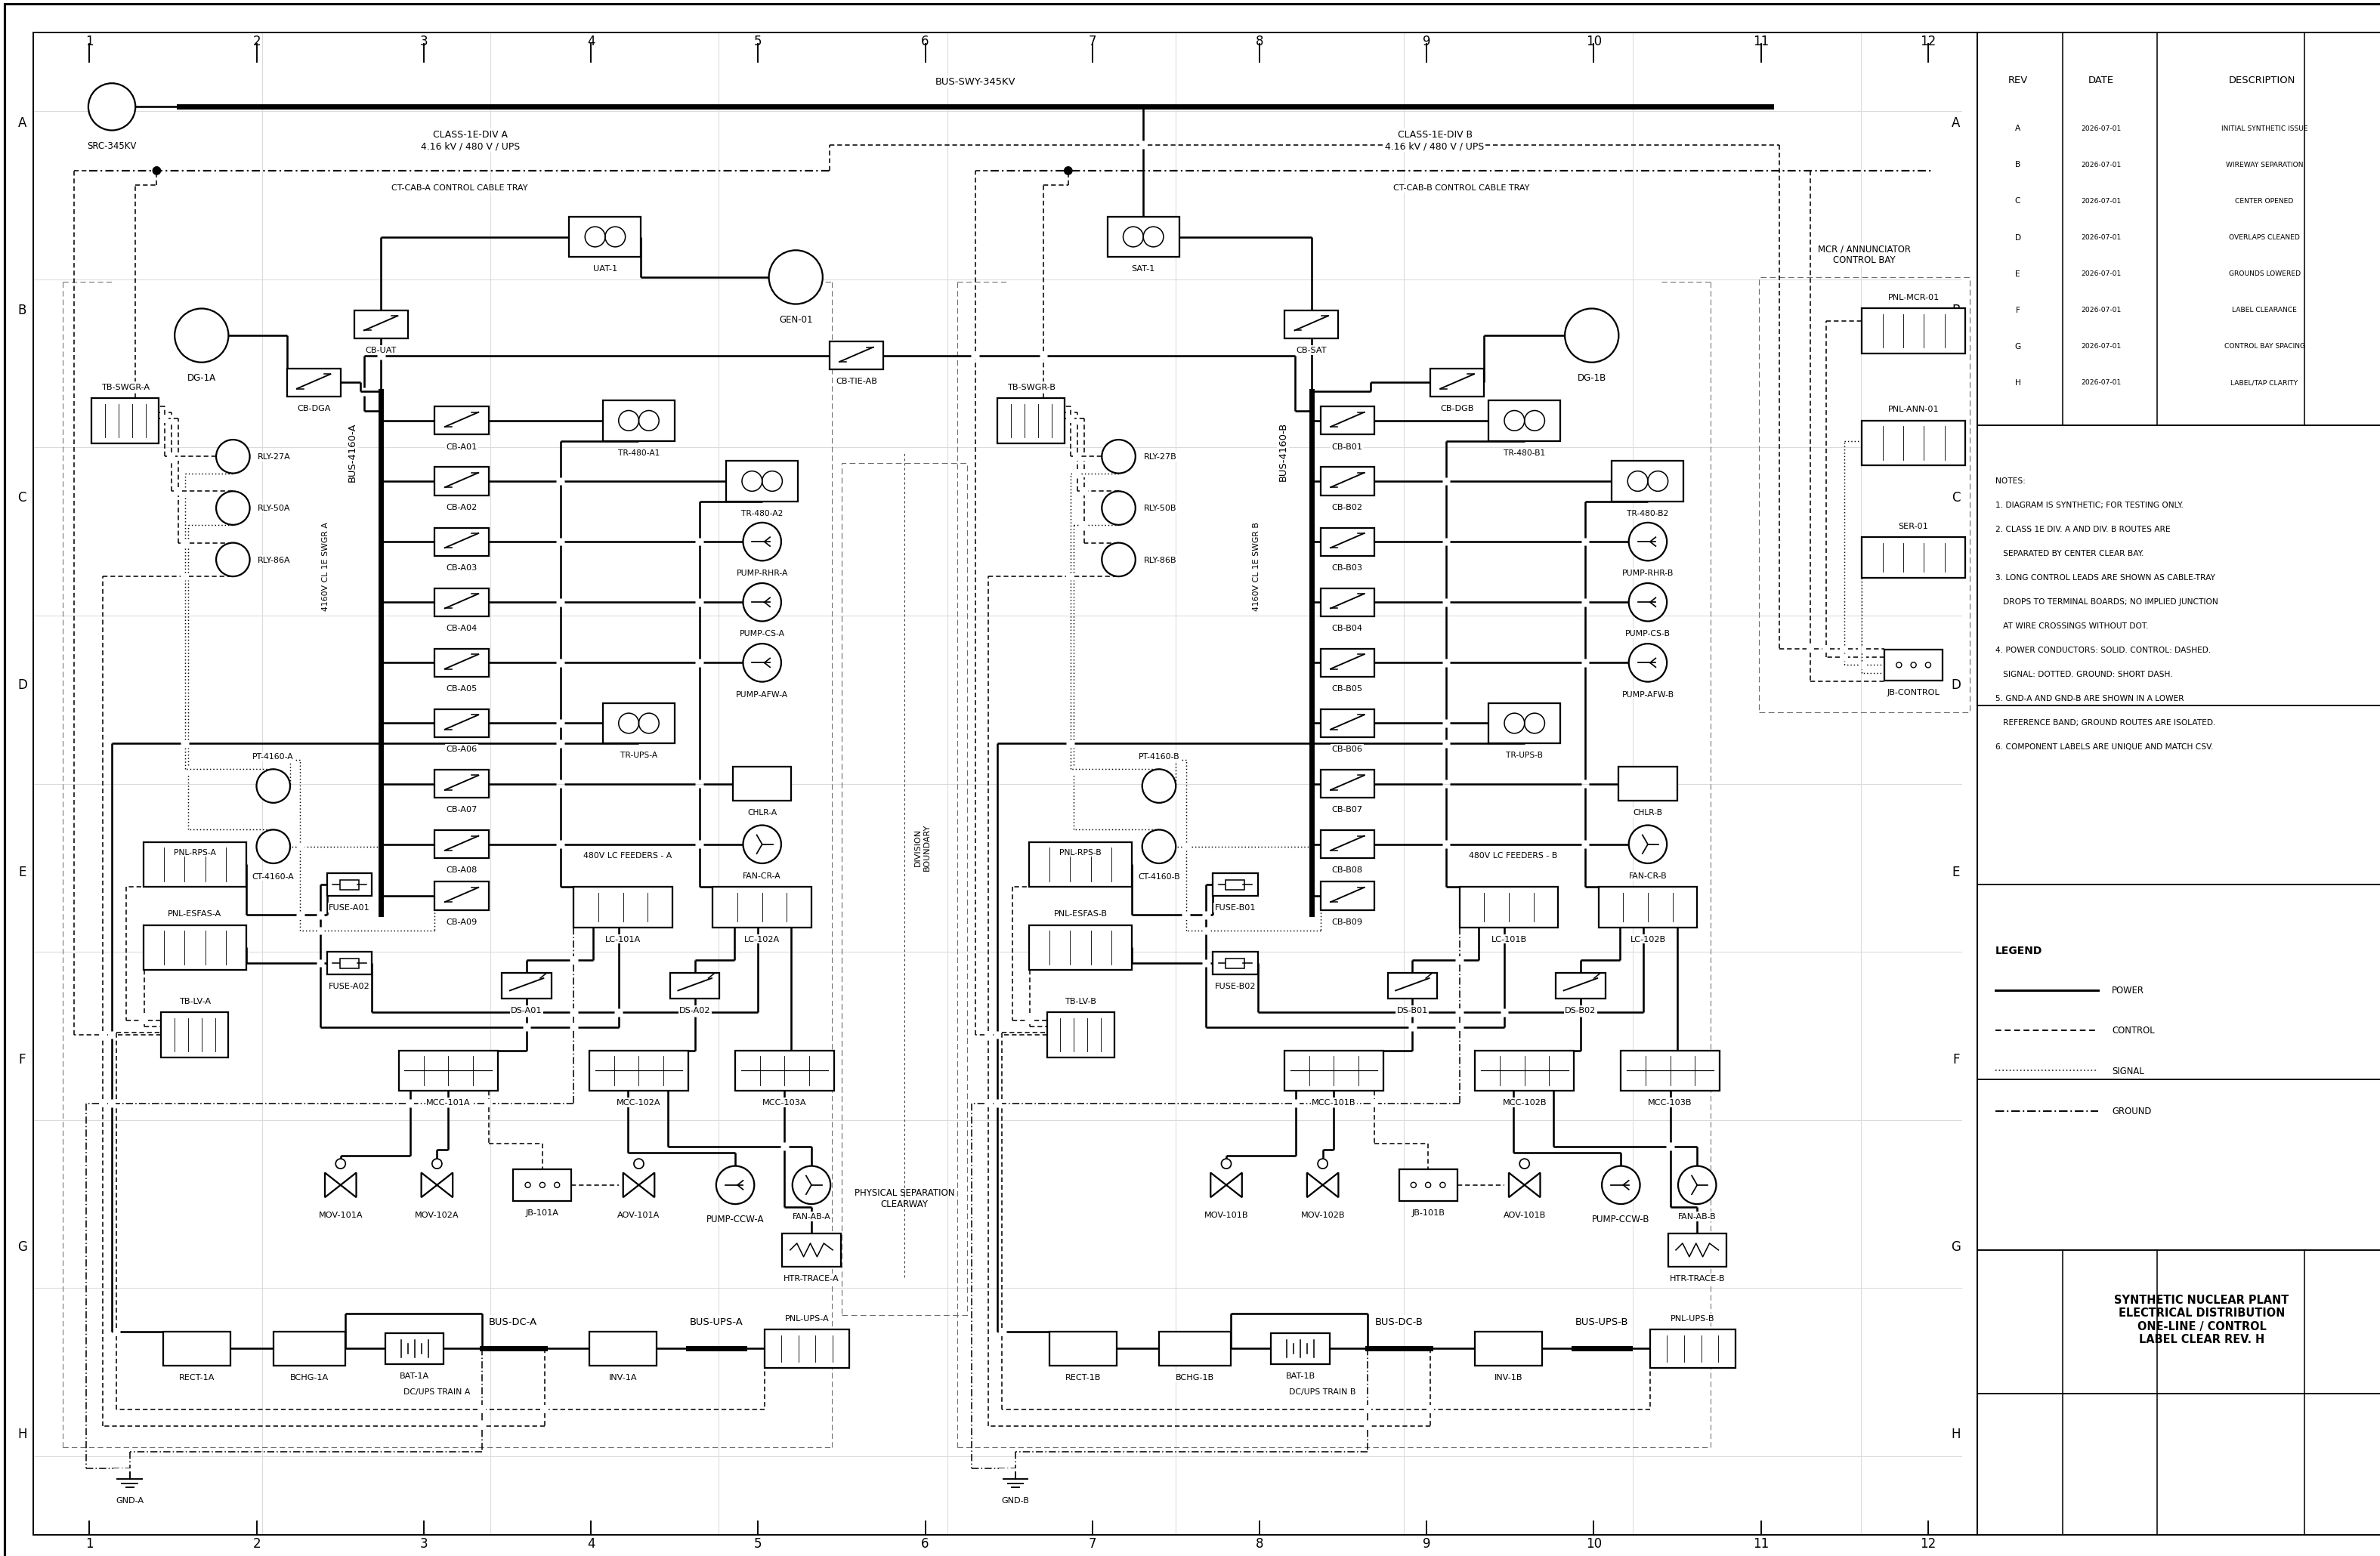 1 2 3 4 5 6 7 8 9 10 11 12
BUS-SWY-345KV
SRC-345KV
A
A
CLASS-1E-DIV A
4.16 kV / 480 V / UPS
CLASS-1E-DIV B
4.16 kV / 480 V / UPS
CT-CAB-A CONTROL CABLE TRAY
CT-CAB-B CONTROL CABLE TRAY
UAT-1
SAT-1
GEN-01
MCR / ANNUNCIATOR
CONTROL BAY
B
B
DG-1A
CB-UAT
CB-TIE-AB
CB-SAT
DG-1B
PNL-MCR-01
TB-SWGR-A
CB-DGA
TB-SWGR-B
CB-DGB
PNL-ANN-01
BUS-4160-A
4160V CL 1E SWGR A
BUS-4160-B
4160V CL 1E SWGR B
CB-A01
TR-480-A1
CB-B01
TR-480-B1
RLY-27A
RLY-27B
C
C
CB-A02
TR-480-A2
CB-B02
TR-480-B2
RLY-50A
RLY-50B
SER-01
RLY-86A
RLY-86B
CB-A03
PUMP-RHR-A
CB-B03
PUMP-RHR-B
CB-A04
PUMP-CS-A
CB-B04
PUMP-CS-B
D
D
CB-A05
PUMP-AFW-A
CB-B05
PUMP-AFW-B
JB-CONTROL
CB-A06
TR-UPS-A
CB-B06
TR-UPS-B
PT-4160-A
PT-4160-B
CB-A07
CHLR-A
CB-B07
CHLR-B
PNL-RPS-A
CT-4160-A
CB-A08
480V LC FEEDERS - A
FAN-CR-A
DIVISION
BOUNDARY
PNL-RPS-B
CT-4160-B
CB-B08
480V LC FEEDERS - B
FAN-CR-B
E
E
PNL-ESFAS-A
FUSE-A01
CB-A09
LC-101A
LC-102A
PNL-ESFAS-B
FUSE-B01
CB-B09
LC-101B
LC-102B
TB-LV-A
FUSE-A02
DS-A01
DS-A02
TB-LV-B
FUSE-B02
DS-B01
DS-B02
F
F
MCC-101A
MCC-102A
MCC-103A
MCC-101B
MCC-102B
MCC-103B
MOV-101A
MOV-102A
JB-101A
AOV-101A
PUMP-CCW-A
FAN-AB-A
PHYSICAL SEPARATION
CLEARWAY
MOV-101B
MOV-102B
JB-101B
AOV-101B
PUMP-CCW-B
FAN-AB-B
G
G
HTR-TRACE-A
HTR-TRACE-B
RECT-1A
BCHG-1A
BAT-1A
BUS-DC-A
INV-1A
BUS-UPS-A
PNL-UPS-A
DC/UPS TRAIN A
RECT-1B
BCHG-1B
BAT-1B
BUS-DC-B
INV-1B
BUS-UPS-B
PNL-UPS-B
DC/UPS TRAIN B
H
H
GND-A
GND-B
1 2 3 4 5 6 7 8 9 10 11 12
REV DATE DESCRIPTION
A 2026-07-01 INITIAL SYNTHETIC ISSUE
B 2026-07-01 WIREWAY SEPARATION
C 2026-07-01 CENTER OPENED
D 2026-07-01 OVERLAPS CLEANED
E 2026-07-01 GROUNDS LOWERED
F 2026-07-01 LABEL CLEARANCE
G 2026-07-01 CONTROL BAY SPACING
H 2026-07-01 LABEL/TAP CLARITY
NOTES:
1. DIAGRAM IS SYNTHETIC; FOR TESTING ONLY.
2. CLASS 1E DIV. A AND DIV. B ROUTES ARE
SEPARATED BY CENTER CLEAR BAY.
3. LONG CONTROL LEADS ARE SHOWN AS CABLE-TRAY
DROPS TO TERMINAL BOARDS; NO IMPLIED JUNCTION
AT WIRE CROSSINGS WITHOUT DOT.
4. POWER CONDUCTORS: SOLID. CONTROL: DASHED.
SIGNAL: DOTTED. GROUND: SHORT DASH.
5. GND-A AND GND-B ARE SHOWN IN A LOWER
REFERENCE BAND; GROUND ROUTES ARE ISOLATED.
6. COMPONENT LABELS ARE UNIQUE AND MATCH CSV.
LEGEND
POWER
CONTROL
SIGNAL
GROUND
SYNTHETIC NUCLEAR PLANT
ELECTRICAL DISTRIBUTION
ONE-LINE / CONTROL
LABEL CLEAR REV. H